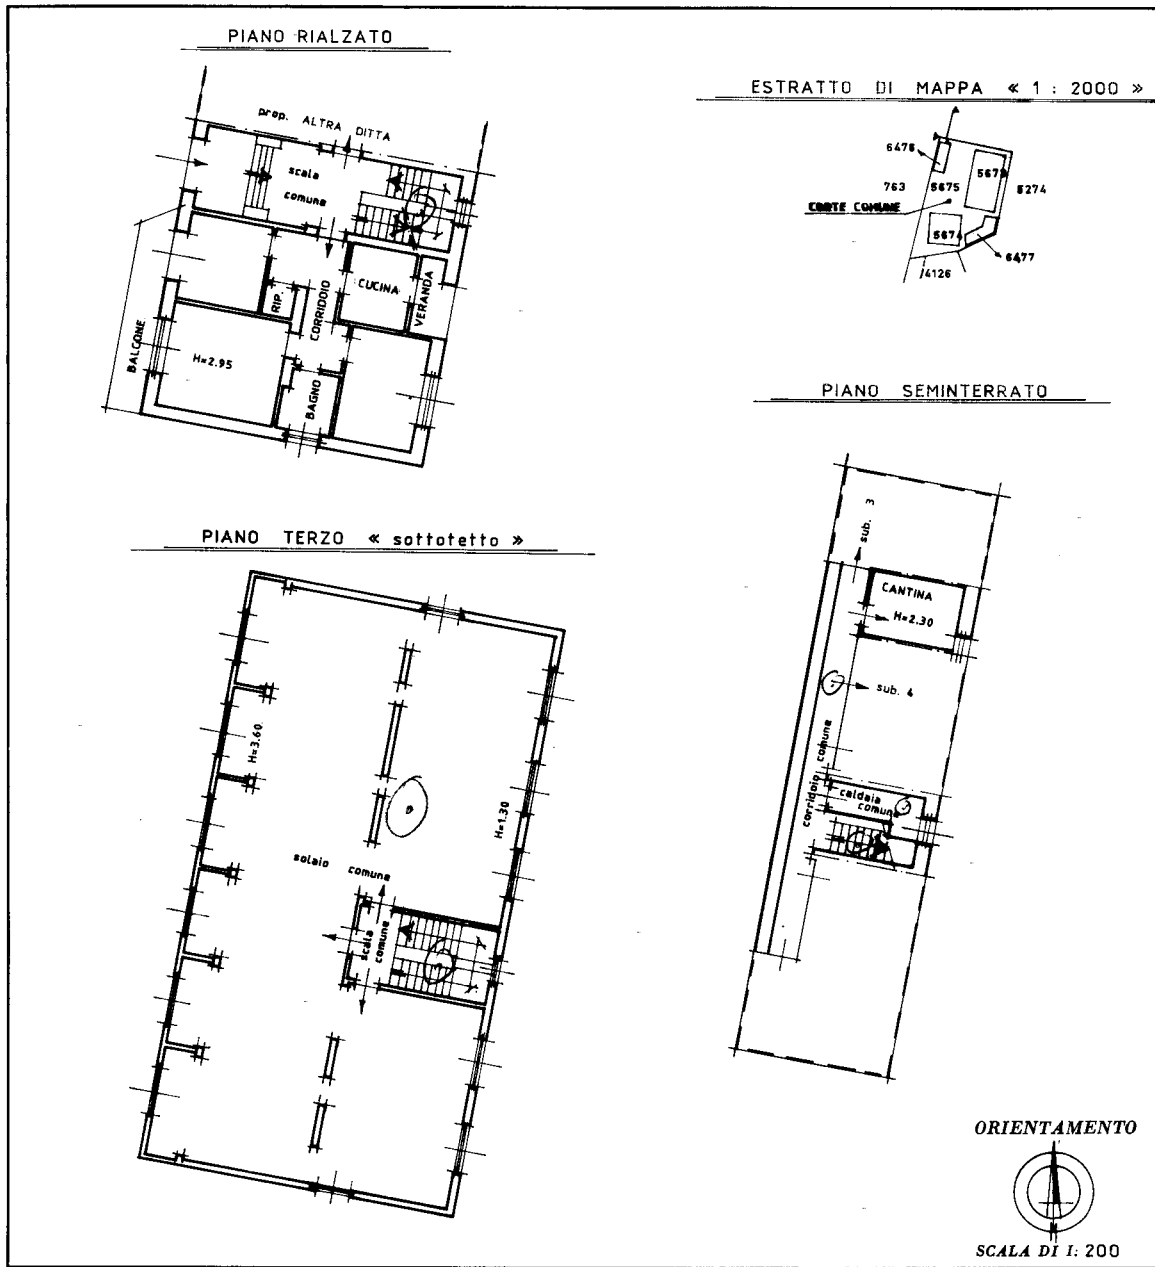 PIANO RIALZATO
prop. ALTRA DITTA
scala
comune
CUCINA
RIP.
CORRIDOIO
VERANDA
BALCONE
H=2.95
BAGNO
ESTRATTO DI MAPPA « 1 : 2000 »
6476
5673
763
5675
5274
CORTE COMUNE
5674
6477
4126
PIANO SEMINTERRATO
sub. 3
CANTINA
H=2.30
sub. 4
corridoio comune
caldaia
comune
PIANO TERZO « sottotetto »
H=3.60
H=1.30
solaio comune
scala
comune
ORIENTAMENTO
SCALA DI 1: 200